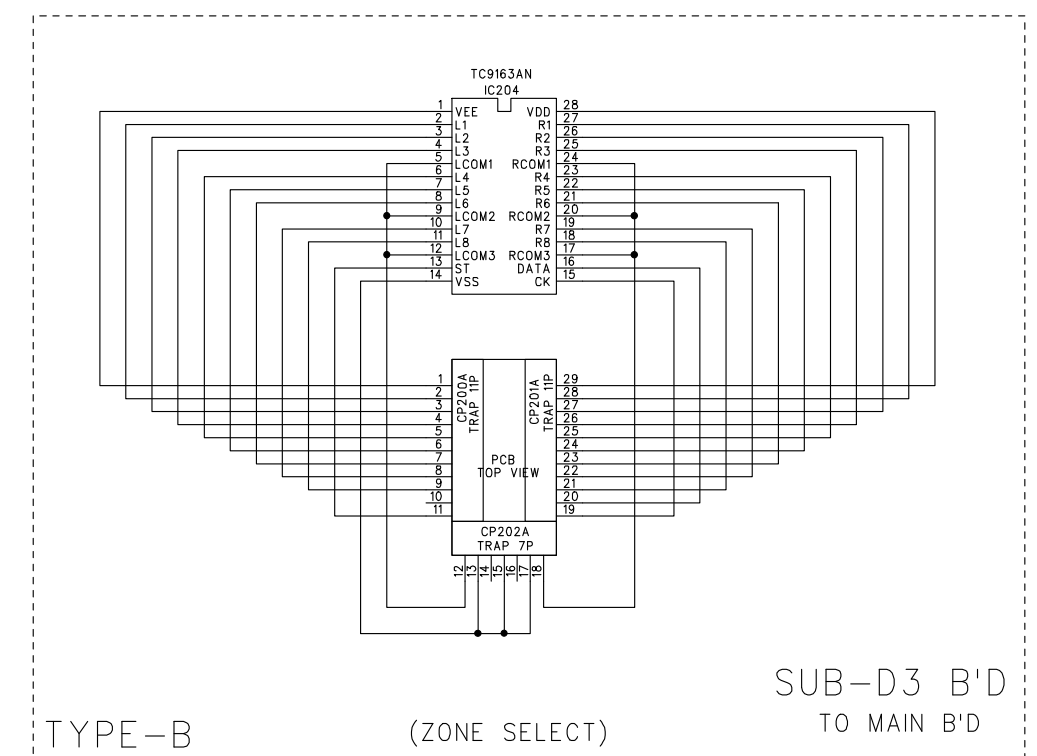 TC9163AN
IC204
1 VEE VDD 28
2 L1 R1 27
3 L2 R2 26
4 L3 R3 25
5 LCOM1 RCOM1 24
6 L4 R4 23
7 L5 R5 22
8 L6 R6 21
9 LCOM2 RCOM2 20
10 L7 R7 19
11 L8 R8 18
12 LCOM3 RCOM3 17
13 ST DATA 16
14 VSS CK 15
CP200A
TRAP 11P
CP201A
TRAP 11P
1 29
2 28
3 27
4 26
5 25
6 24
7 23
8 22
9 21
10 20
11 19
PCB
TOP VIEW
CP202A
TRAP 7P
12 13 14 15 16 17 18
SUB-D3 B'D
TO MAIN B'D
TYPE-B
(ZONE SELECT)